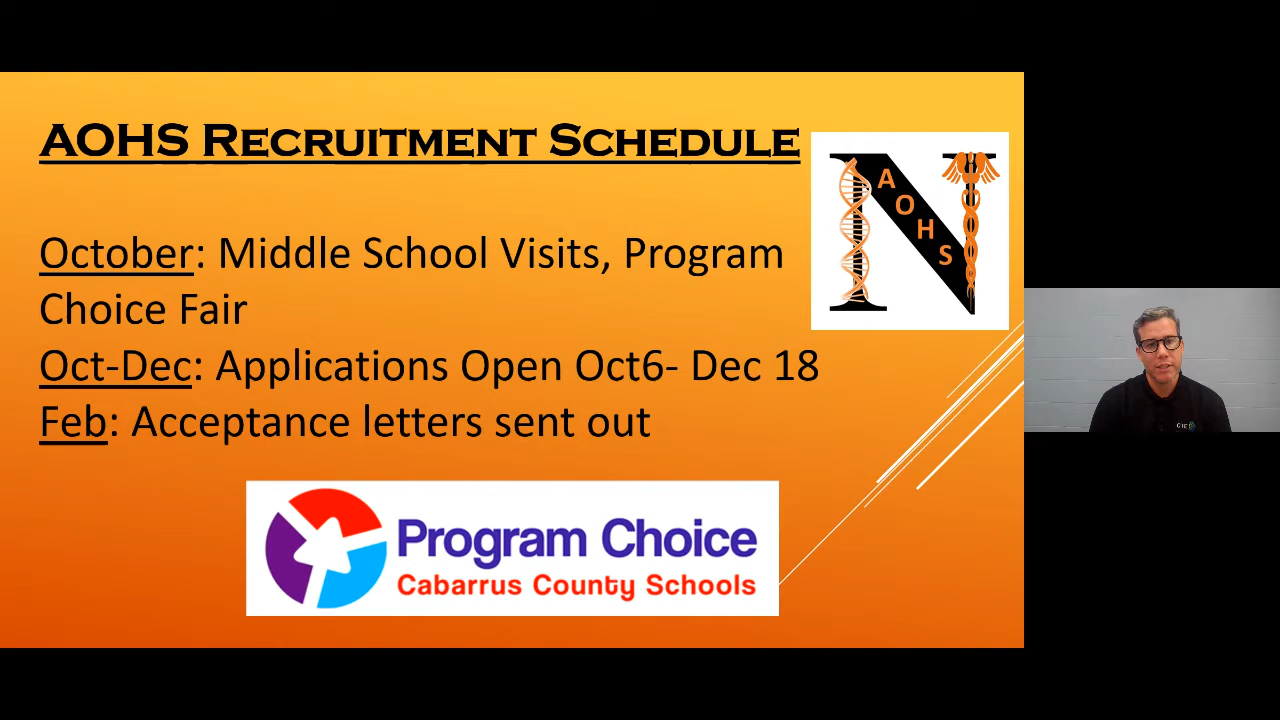 AOHS Recruitment Schedule
October: Middle School Visits, Program
Choice Fair
Oct-Dec: Applications Open Oct6- Dec 18
Feb: Acceptance letters sent out
A
O
H
S
Program Choice
Cabarrus County Schools